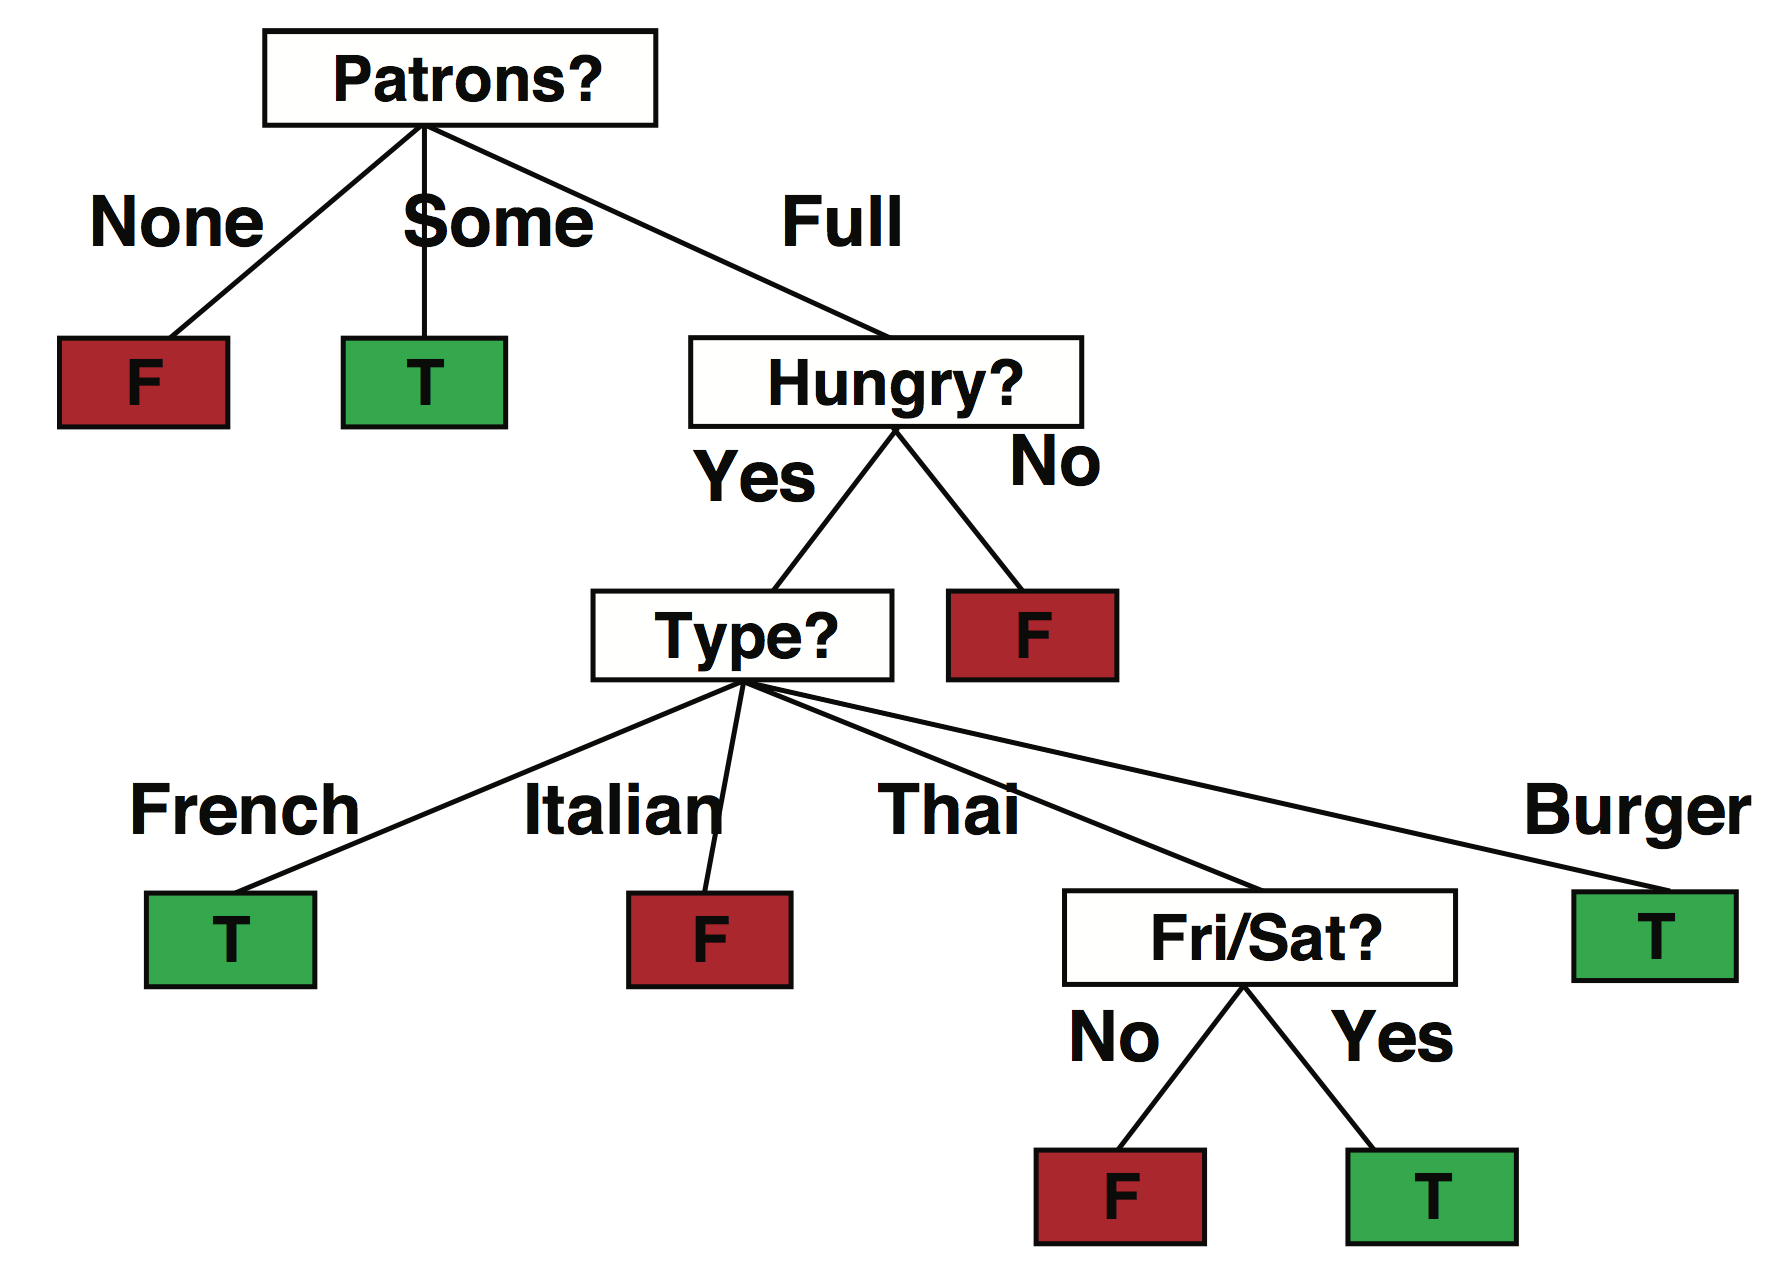 Patrons?
None Some Full
F T Hungry?
Yes No
Type? F
French Italian Thai Burger
T F Fri/Sat? T
No Yes
F T